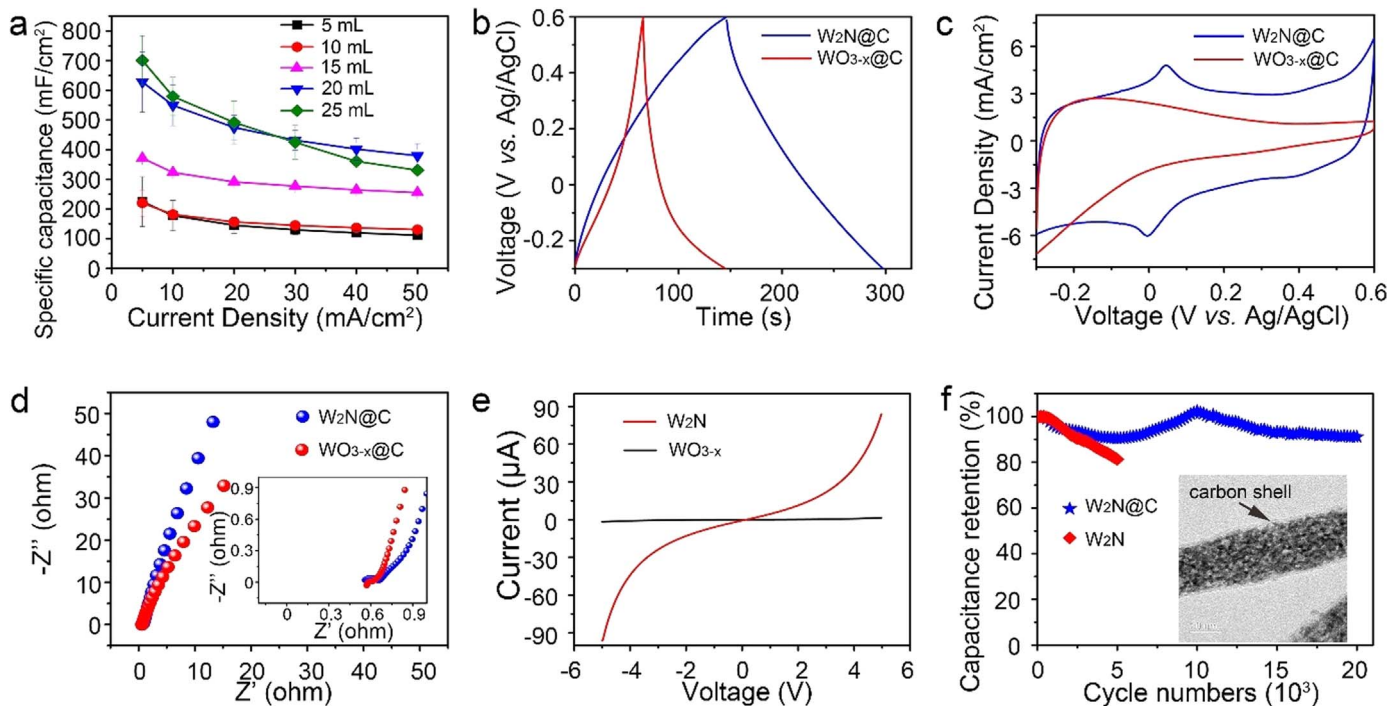 a
Specific capacitance (mF/cm²)
800
700
600
500
400
300
200
100
0
5 mL
10 mL
15 mL
20 mL
25 mL
0 10 20 30 40 50
Current Density (mA/cm²)
b
Voltage (V vs. Ag/AgCl)
0.6
0.4
0.2
0.0
-0.2
W₂N@C
WO₃₋ₓ@C
0 100 200 300
Time (s)
c
Current Density (mA/cm²)
6
3
0
-3
-6
W₂N@C
WO₃₋ₓ@C
-0.2 0 0.2 0.4 0.6
Voltage (V vs. Ag/AgCl)
d
-Z'' (ohm)
50
40
30
20
10
0
W₂N@C
WO₃₋ₓ@C
-Z'' (ohm)
0.9
0.6
0.3
0
0 0.3 0.6 0.9
Z' (ohm)
0 10 20 30 40 50
Z' (ohm)
e
Current (µA)
90
60
30
0
-30
-60
-90
W₂N
WO₃₋ₓ
-6 -4 -2 0 2 4 6
Voltage (V)
f
Capacitance retention (%)
100
80
60
40
20
0
W₂N@C
W₂N
carbon shell
0 5 10 15 20
Cycle numbers (10³)